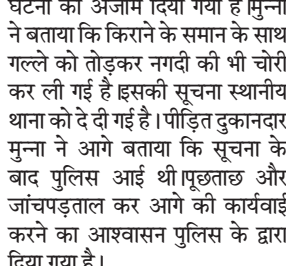 घटना को अंजाम दिया गया है।मुन्ना
ने बताया कि किराने के समान के साथ
गल्ले को तोड़कर नगदी की भी चोरी
कर ली गई है।इसकी सूचना स्थानीय
थाना को दे दी गई है।पीड़ित दुकानदार
मुन्ना ने आगे बताया कि सूचना के
बाद पुलिस आई थी।पूछताछ और
जांचपड़ताल कर आगे की कार्यवाई
करने का आश्वासन पुलिस के द्वारा
दिया गया है।